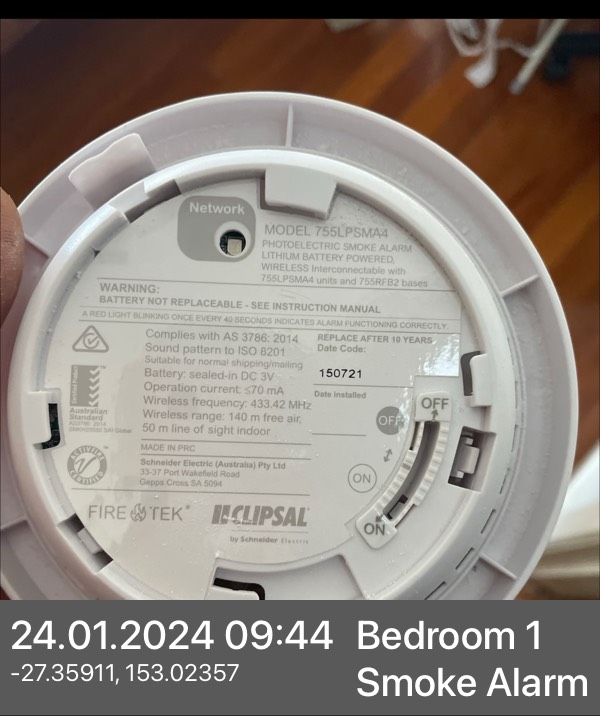 Network
MODEL 755LPSMA4
PHOTOELECTRIC SMOKE ALARM
LITHIUM BATTERY POWERED,
WIRELESS Interconnectable with
755LPSMA4 units and 755RFB2 bases
WARNING:
BATTERY NOT REPLACEABLE - SEE INSTRUCTION MANUAL
A RED LIGHT BLINKING ONCE EVERY 40 SECONDS INDICATES ALARM FUNCTIONING CORRECTLY.
Complies with AS 3786: 2014
Sound pattern to ISO 8201
Suitable for normal shipping/mailing
Battery: sealed-in DC 3V
Operation current: ≤70 mA
Wireless frequency: 433.42 MHz
Wireless range: 140 m free air,
50 m line of sight indoor
REPLACE AFTER 10 YEARS
Date Code:
150721
Date installed
OFF
OFF
ON
ON
Australian
Standard
MADE IN PRC
Schneider Electric (Australia) Pty Ltd
33-37 Port Wakefield Road
Gepps Cross SA 5094
ACTIVFIRE
CERTIFIED
FIRETEK®
CLIPSAL®
by Schneider Electric
24.01.2024 09:44
-27.35911, 153.02357
Bedroom 1
Smoke Alarm